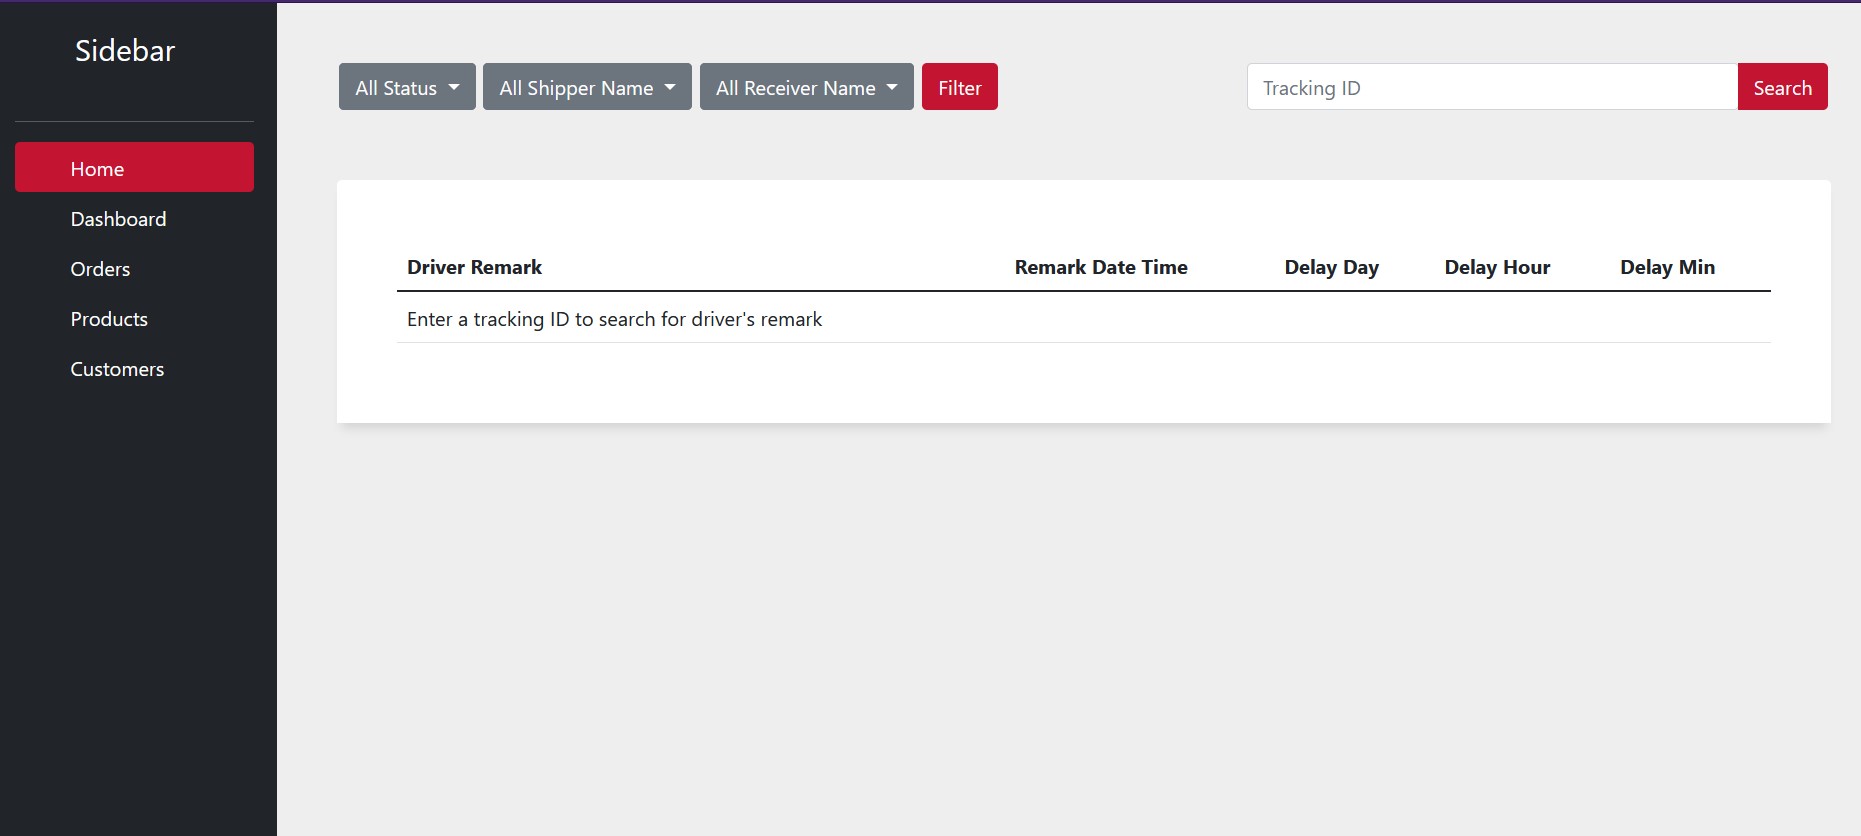 Sidebar
Home
Dashboard
Orders
Products
Customers
All Status
All Shipper Name
All Receiver Name
Filter
Tracking ID
Search
Driver Remark Remark Date Time Delay Day Delay Hour Delay Min
Enter a tracking ID to search for driver's remark